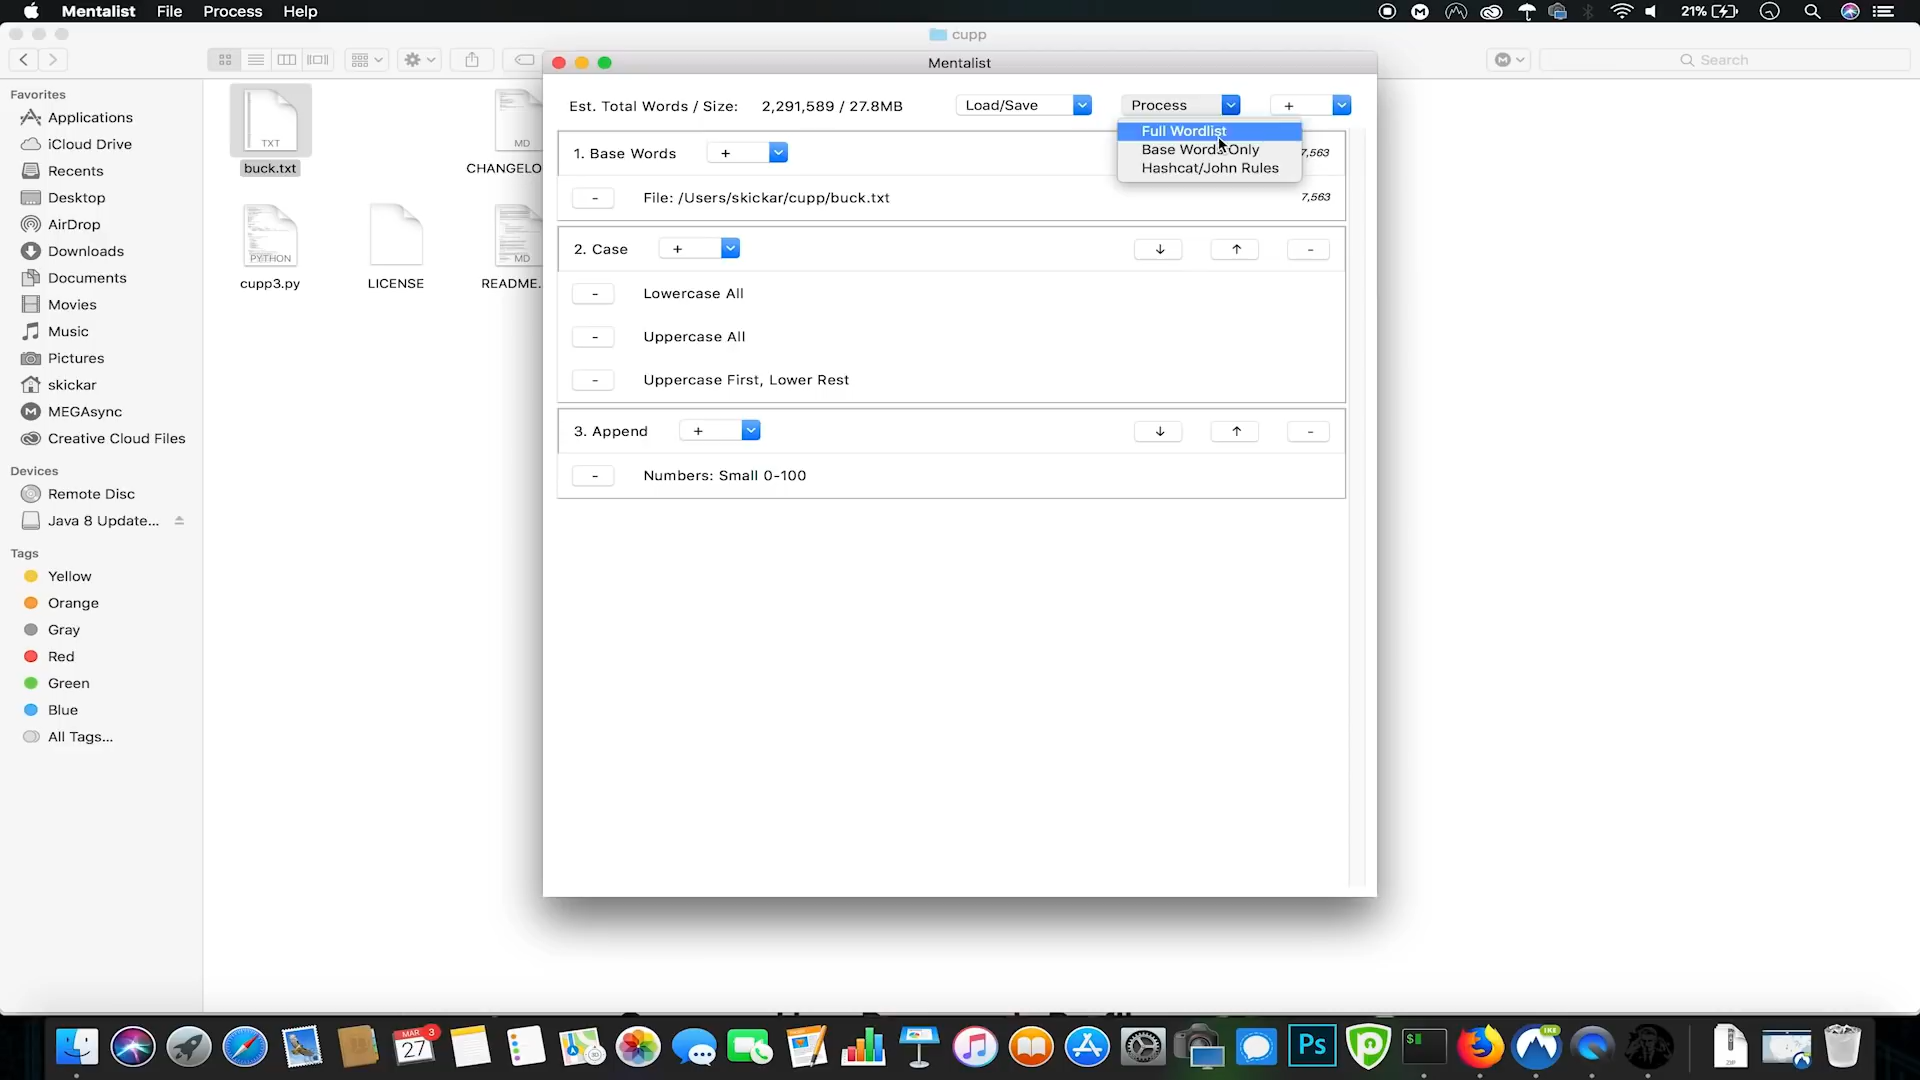 Mentalist File Process Help
21%
cupp
Search
Favorites
Applications
iCloud Drive
Recents
Desktop
AirDrop
Downloads
Documents
Movies
Music
Pictures
skickar
MEGAsync
Creative Cloud Files
Devices
Remote Disc
Java 8 Update...
Tags
Yellow
Orange
Gray
Red
Green
Blue
All Tags...
TXT
buck.txt
MD
CHANGELO
PYTHON
cupp3.py
LICENSE
MD
README.
Mentalist
Est. Total Words / Size: 2,291,589 / 27.8MB
Load/Save
Process
+
Full Wordlist
Base Words Only
Hashcat/John Rules
1. Base Words +
7,563
- File: /Users/skickar/cupp/buck.txt 7,563
2. Case + ↓ ↑ -
- Lowercase All
- Uppercase All
- Uppercase First, Lower Rest
3. Append + ↓ ↑ -
- Numbers: Small 0-100
MAR
27
3
Ps
$
ZIP